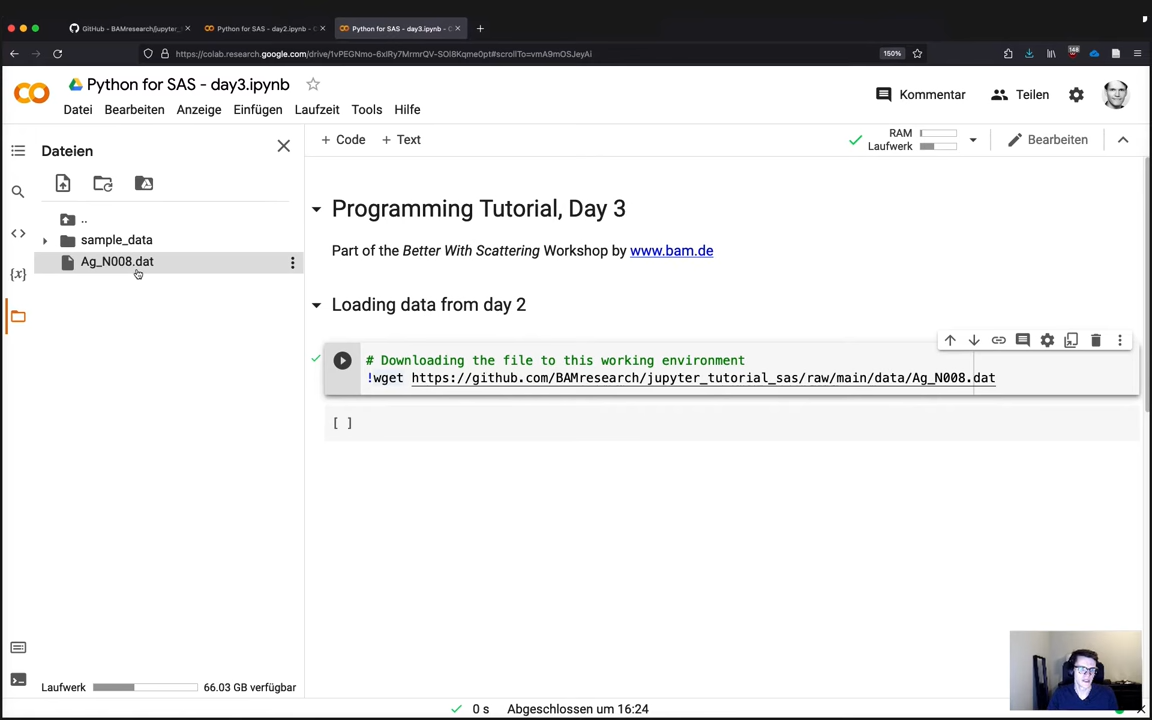 GitHub - BAMresearch/jupyter_
Python for SAS - day2.ipynb - C
Python for SAS - day3.ipynb - C
https://colab.research.google.com/drive/1vPEGNmo-6xIRy7MrmrQV-SOl8Kqme0pt#scrollTo=vmA9mOSJeyAi
150%
148
Python for SAS - day3.ipynb
Datei Bearbeiten Anzeige Einfügen Laufzeit Tools Hilfe
Kommentar
Teilen
Dateien
+ Code + Text
RAM
Laufwerk
Bearbeiten
..
sample_data
Ag_N008.dat
{x}
Programming Tutorial, Day 3
Part of the Better With Scattering Workshop by www.bam.de
Loading data from day 2
# Downloading the file to this working environment
!wget https://github.com/BAMresearch/jupyter_tutorial_sas/raw/main/data/Ag_N008.dat
[ ]
Laufwerk 66.03 GB verfügbar
0 s Abgeschlossen um 16:24